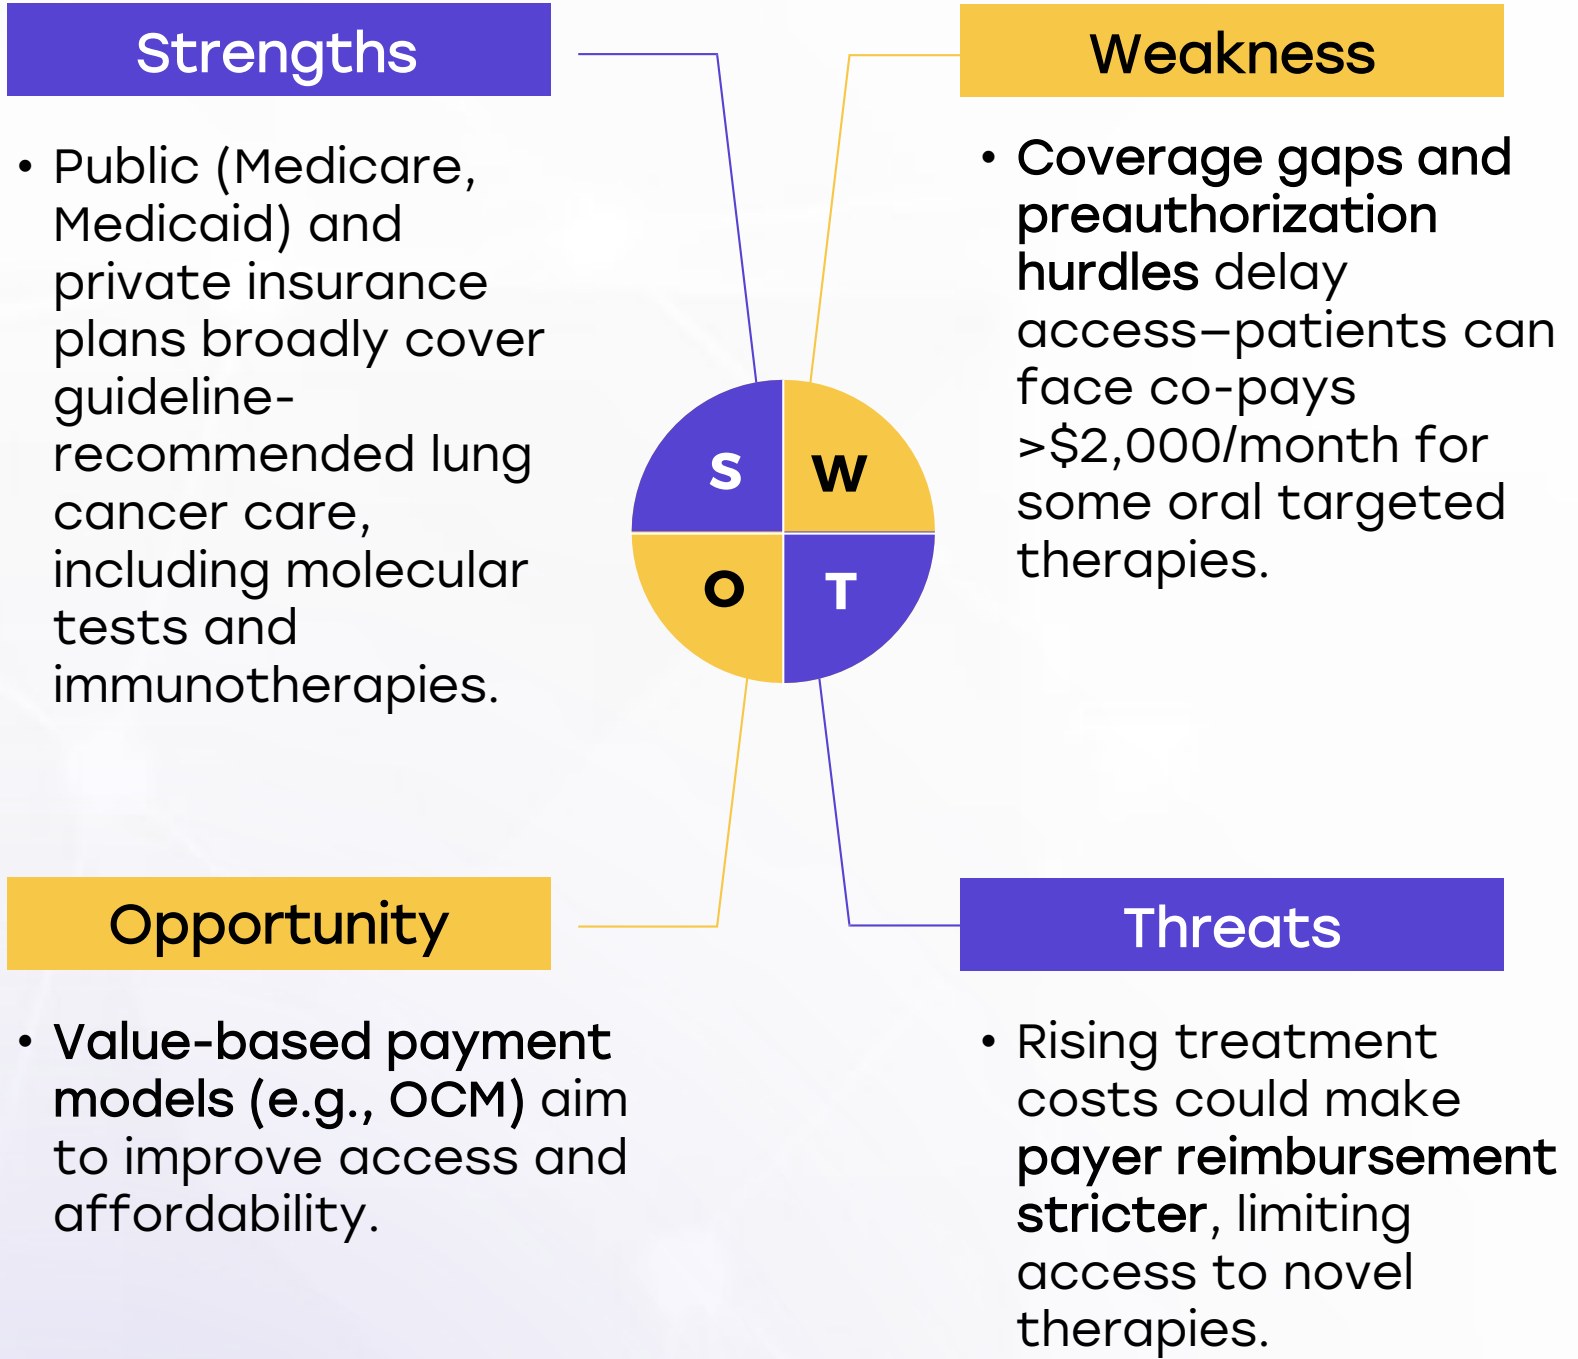 Strengths
• Public (Medicare,
Medicaid) and
private insurance
plans broadly cover
guideline-
recommended lung
cancer care,
including molecular
tests and
immunotherapies.
Weakness
• Coverage gaps and
preauthorization
hurdles delay
access—patients can
face co-pays
>$2,000/month for
some oral targeted
therapies.
S
W
O
T
Opportunity
• Value-based payment
models (e.g., OCM) aim
to improve access and
affordability.
Threats
• Rising treatment
costs could make
payer reimbursement
stricter, limiting
access to novel
therapies.